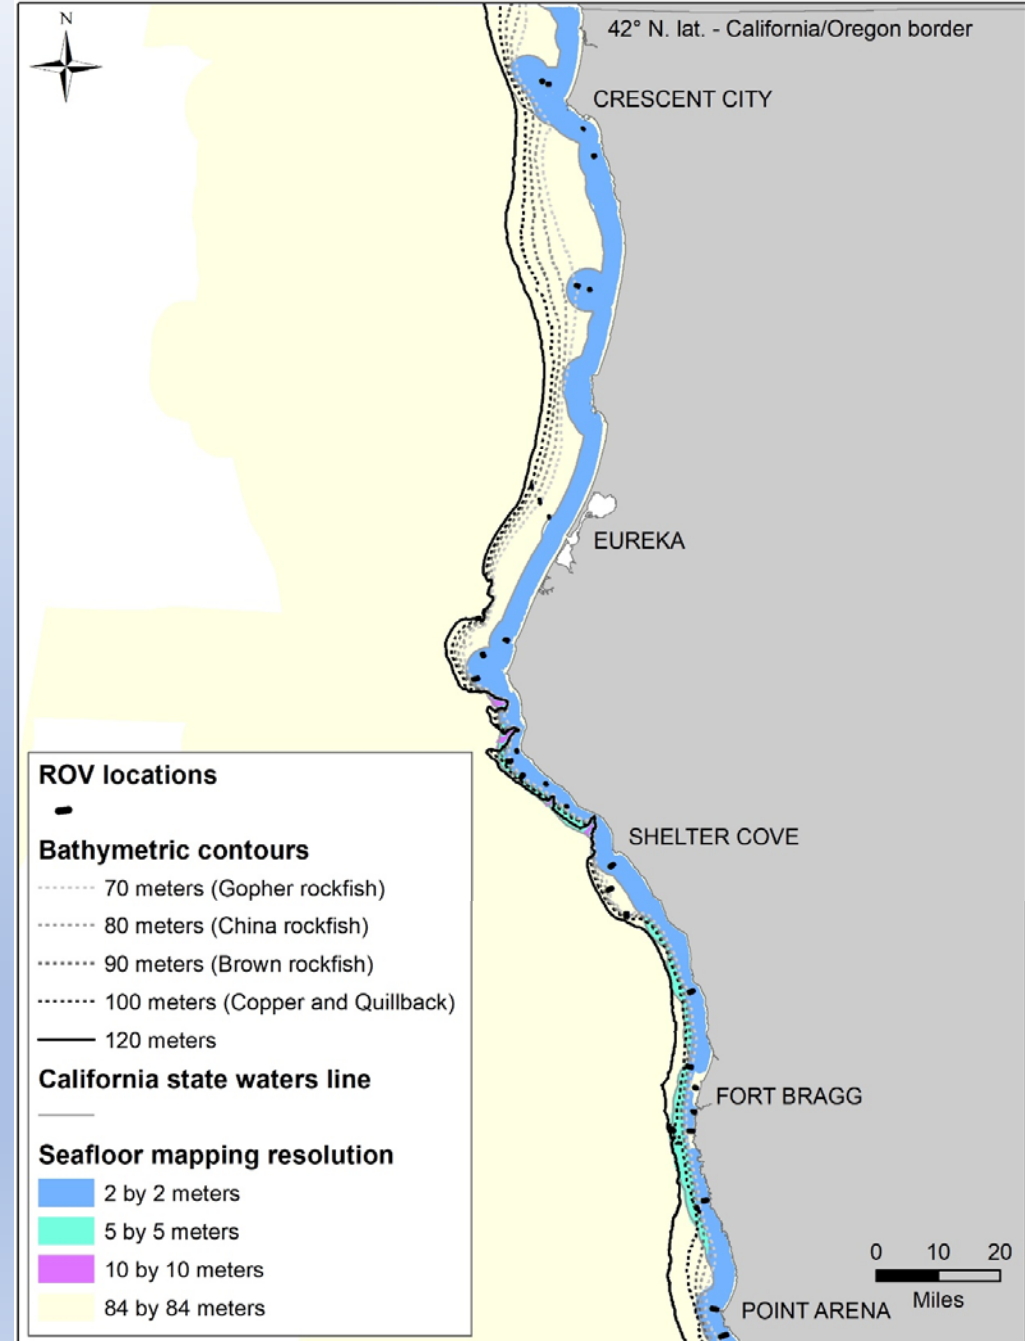 N
42° N. lat. - California/Oregon border
CRESCENT CITY
EUREKA
SHELTER COVE
FORT BRAGG
POINT ARENA
ROV locations
Bathymetric contours
70 meters (Gopher rockfish)
80 meters (China rockfish)
90 meters (Brown rockfish)
100 meters (Copper and Quillback)
120 meters
California state waters line
Seafloor mapping resolution
2 by 2 meters
5 by 5 meters
10 by 10 meters
84 by 84 meters
0 10 20
Miles